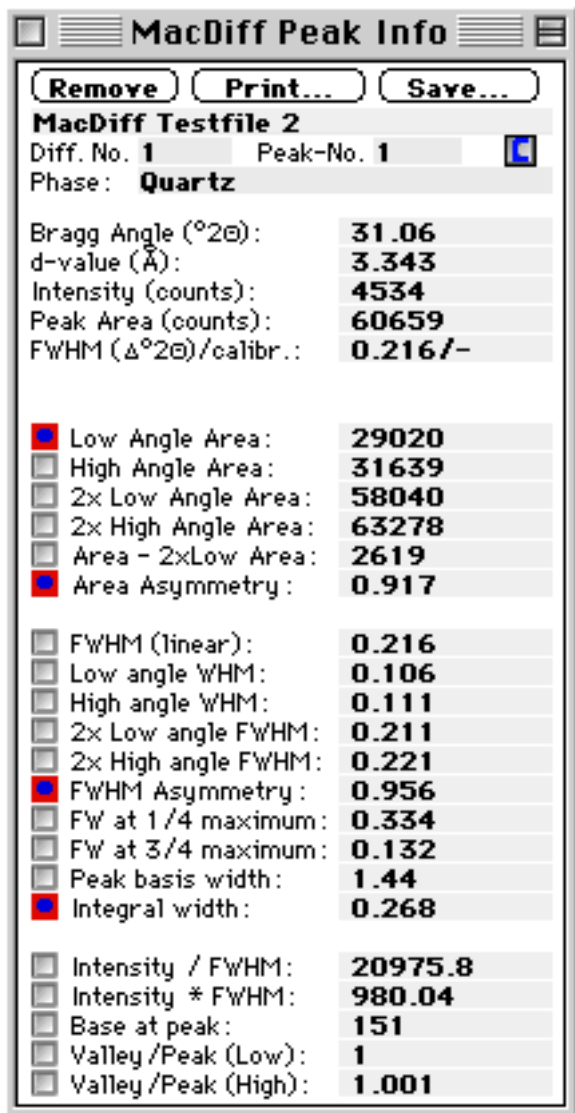 MacDiff Peak Info
Remove Print... Save...
MacDiff Testfile 2
Diff. No. 1 Peak-No. 1
Phase: Quartz
Bragg Angle (°2Θ): 31.06
d-value (Å): 3.343
Intensity (counts): 4534
Peak Area (counts): 60659
FWHM (Δ°2Θ)/calibr.: 0.216/-
Low Angle Area: 29020
High Angle Area: 31639
2x Low Angle Area: 58040
2x High Angle Area: 63278
Area - 2xLow Area: 2619
Area Asymmetry: 0.917
FWHM (linear): 0.216
Low angle WHM: 0.106
High angle WHM: 0.111
2x Low angle FWHM: 0.211
2x High angle FWHM: 0.221
FWHM Asymmetry: 0.956
FW at 1/4 maximum: 0.334
FW at 3/4 maximum: 0.132
Peak basis width: 1.44
Integral width: 0.268
Intensity / FWHM: 20975.8
Intensity * FWHM: 980.04
Base at peak: 151
Valley/Peak (Low): 1
Valley/Peak (High): 1.001